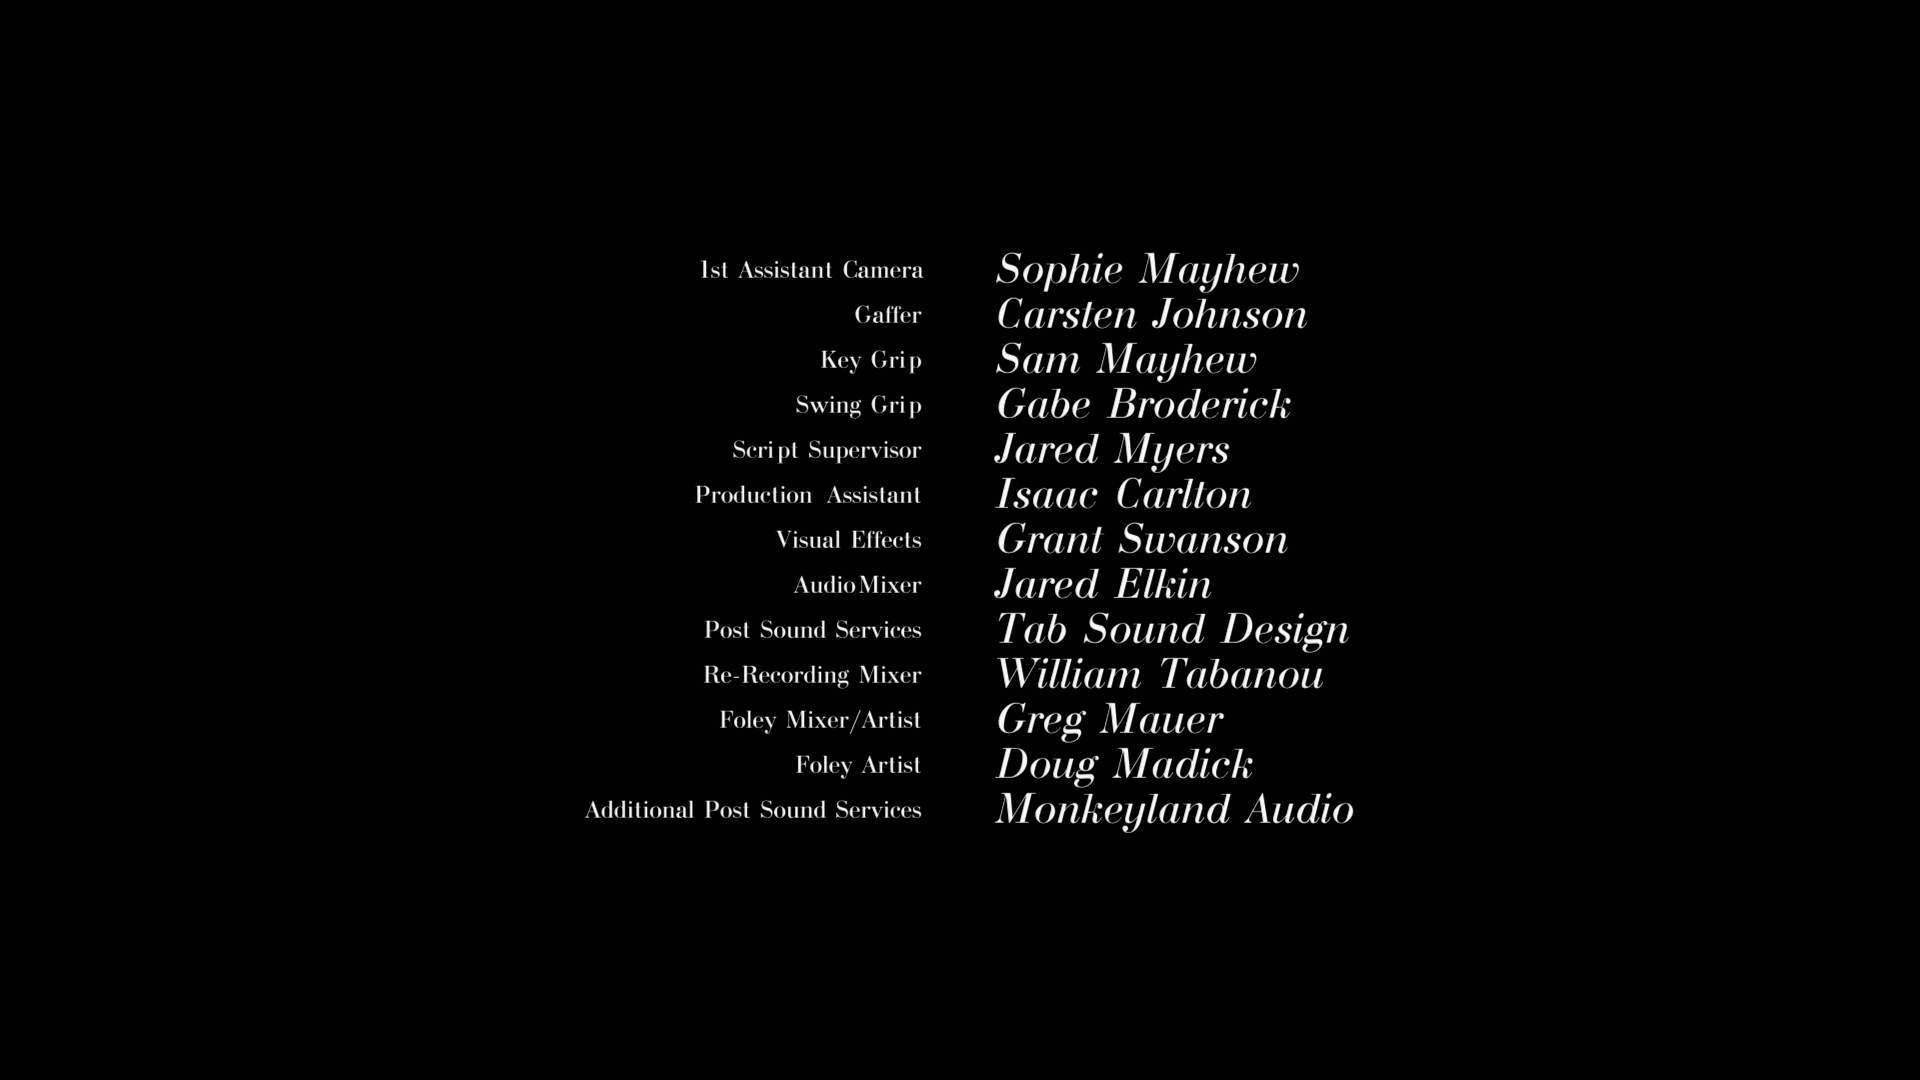 1st Assistant Camera Sophie Mayhew
Gaffer Carsten Johnson
Key Grip Sam Mayhew
Swing Grip Gabe Broderick
Script Supervisor Jared Myers
Production Assistant Isaac Carlton
Visual Effects Grant Swanson
Audio Mixer Jared Elkin
Post Sound Services Tab Sound Design
Re-Recording Mixer William Tabanou
Foley Mixer/Artist Greg Mauer
Foley Artist Doug Madick
Additional Post Sound Services Monkeyland Audio